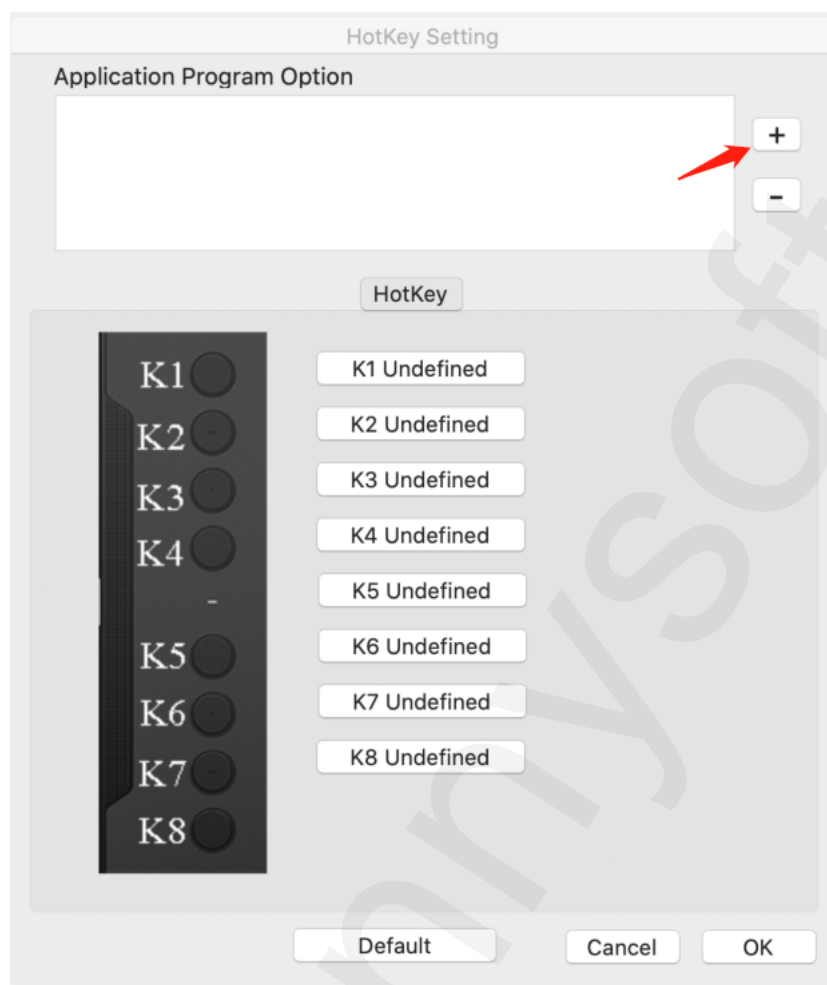 HotKey Setting
Application Program Option
+
-
HotKey
K1 K1 Undefined
K2 K2 Undefined
K3 K3 Undefined
K4 K4 Undefined
-
K5 K5 Undefined
K6 K6 Undefined
K7 K7 Undefined
K8 K8 Undefined
Default Cancel OK
nnysoft